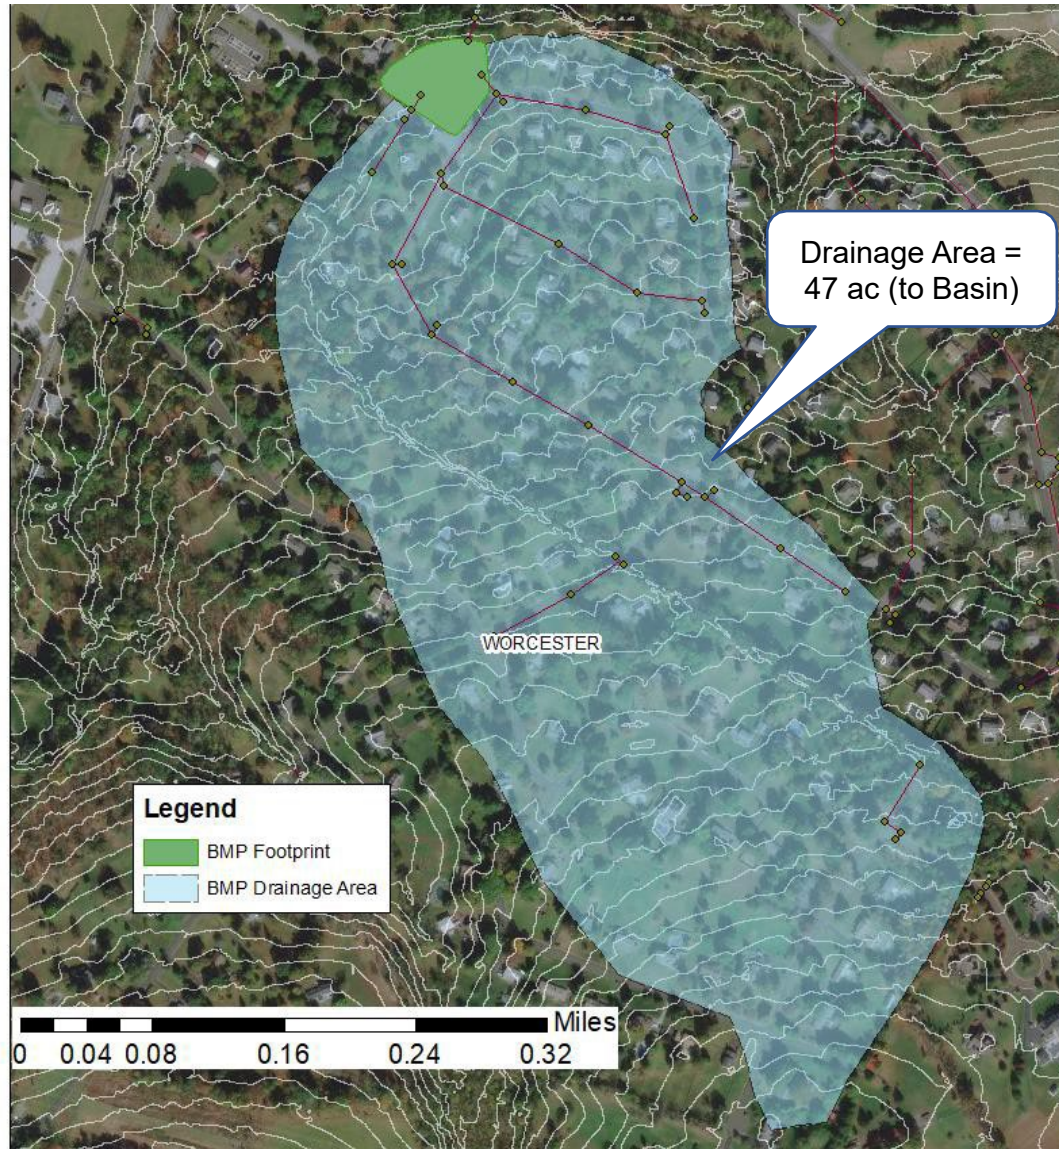 Drainage Area =
47 ac (to Basin)
WORCESTER
Legend
BMP Footprint
BMP Drainage Area
Miles
0 0.04 0.08 0.16 0.24 0.32